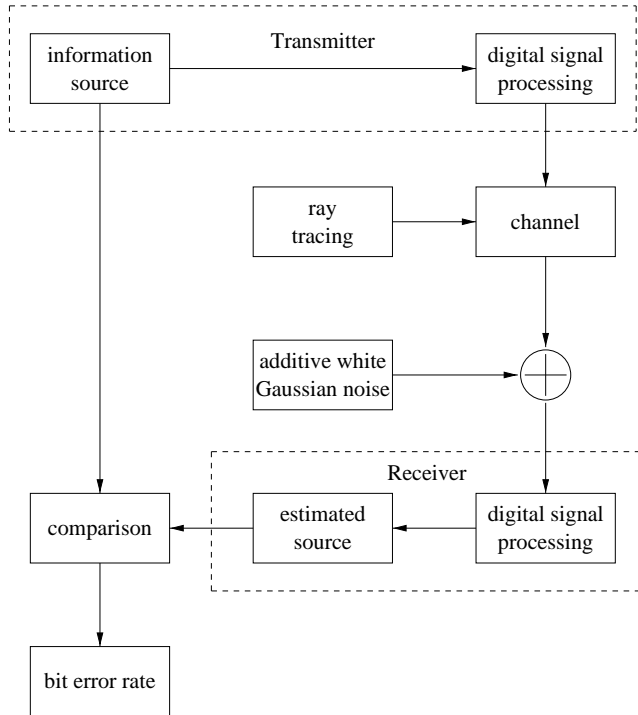 Transmitter
information
source
digital signal
processing
ray
tracing
channel
additive white
Gaussian noise
Receiver
comparison
estimated
source
digital signal
processing
bit error rate